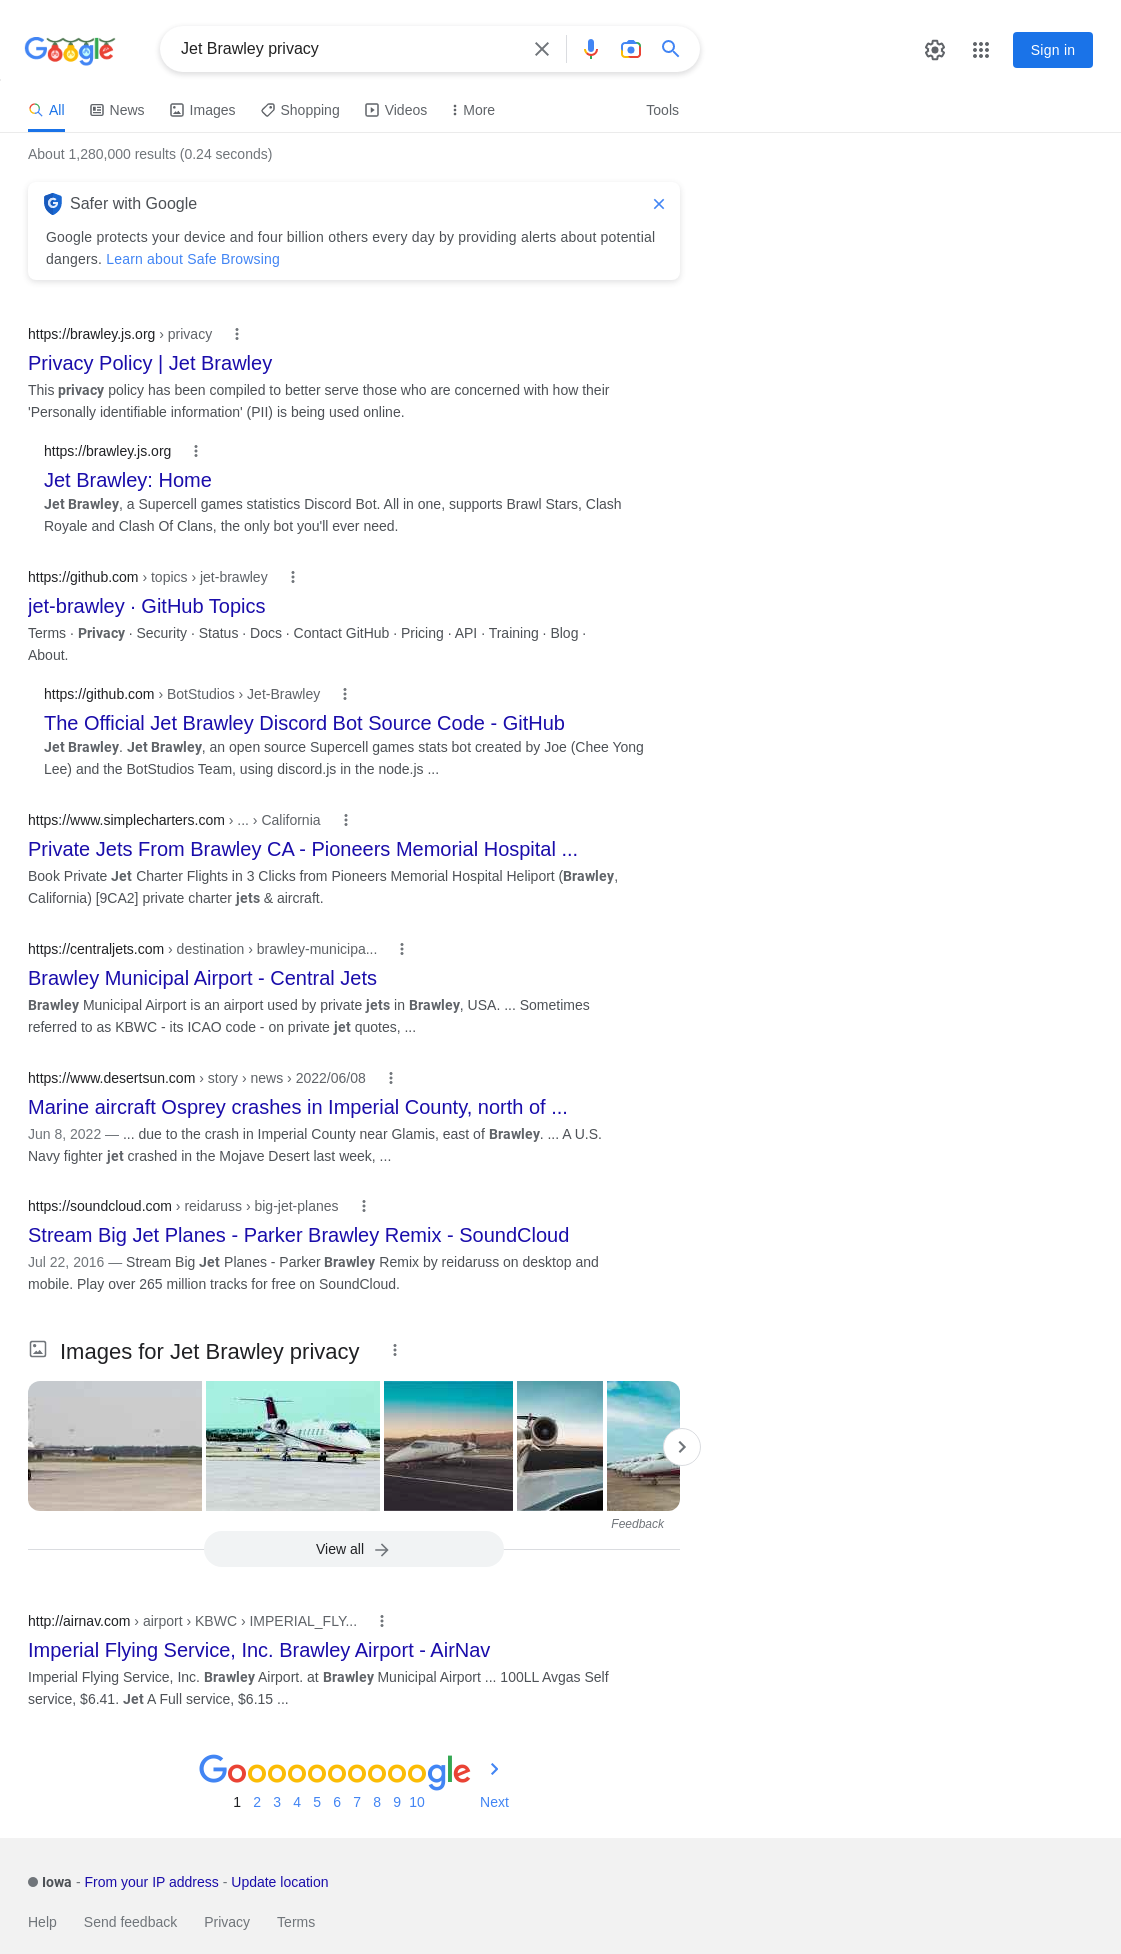 Google
Jet Brawley privacy
Sign in
All
News
Images
Shopping
Videos
More
Tools
About 1,280,000 results (0.24 seconds)
Safer with Google
Google protects your device and four billion others every day by providing alerts about potential
dangers. Learn about Safe Browsing
https://brawley.js.org › privacy
Privacy Policy | Jet Brawley
This privacy policy has been compiled to better serve those who are concerned with how their
'Personally identifiable information' (PII) is being used online.
https://brawley.js.org
Jet Brawley: Home
Jet Brawley, a Supercell games statistics Discord Bot. All in one, supports Brawl Stars, Clash
Royale and Clash Of Clans, the only bot you'll ever need.
https://github.com › topics › jet-brawley
jet-brawley · GitHub Topics
Terms · Privacy · Security · Status · Docs · Contact GitHub · Pricing · API · Training · Blog ·
About.
https://github.com › BotStudios › Jet-Brawley
The Official Jet Brawley Discord Bot Source Code - GitHub
Jet Brawley. Jet Brawley, an open source Supercell games stats bot created by Joe (Chee Yong
Lee) and the BotStudios Team, using discord.js in the node.js ...
https://www.simplecharters.com › ... › California
Private Jets From Brawley CA - Pioneers Memorial Hospital ...
Book Private Jet Charter Flights in 3 Clicks from Pioneers Memorial Hospital Heliport (Brawley,
California) [9CA2] private charter jets & aircraft.
https://centraljets.com › destination › brawley-municipa...
Brawley Municipal Airport - Central Jets
Brawley Municipal Airport is an airport used by private jets in Brawley, USA. ... Sometimes
referred to as KBWC - its ICAO code - on private jet quotes, ...
https://www.desertsun.com › story › news › 2022/06/08
Marine aircraft Osprey crashes in Imperial County, north of ...
Jun 8, 2022 — ... due to the crash in Imperial County near Glamis, east of Brawley. ... A U.S.
Navy fighter jet crashed in the Mojave Desert last week, ...
https://soundcloud.com › reidaruss › big-jet-planes
Stream Big Jet Planes - Parker Brawley Remix - SoundCloud
Jul 22, 2016 — Stream Big Jet Planes - Parker Brawley Remix by reidaruss on desktop and
mobile. Play over 265 million tracks for free on SoundCloud.
Images for Jet Brawley privacy
Feedback
View all
http://airnav.com › airport › KBWC › IMPERIAL_FLY...
Imperial Flying Service, Inc. Brawley Airport - AirNav
Imperial Flying Service, Inc. Brawley Airport. at Brawley Municipal Airport ... 100LL Avgas Self
service, $6.41. Jet A Full service, $6.15 ...
Goooooooooogle
1 2 3 4 5 6 7 8 9 10 Next
Iowa - From your IP address - Update location
Help Send feedback Privacy Terms